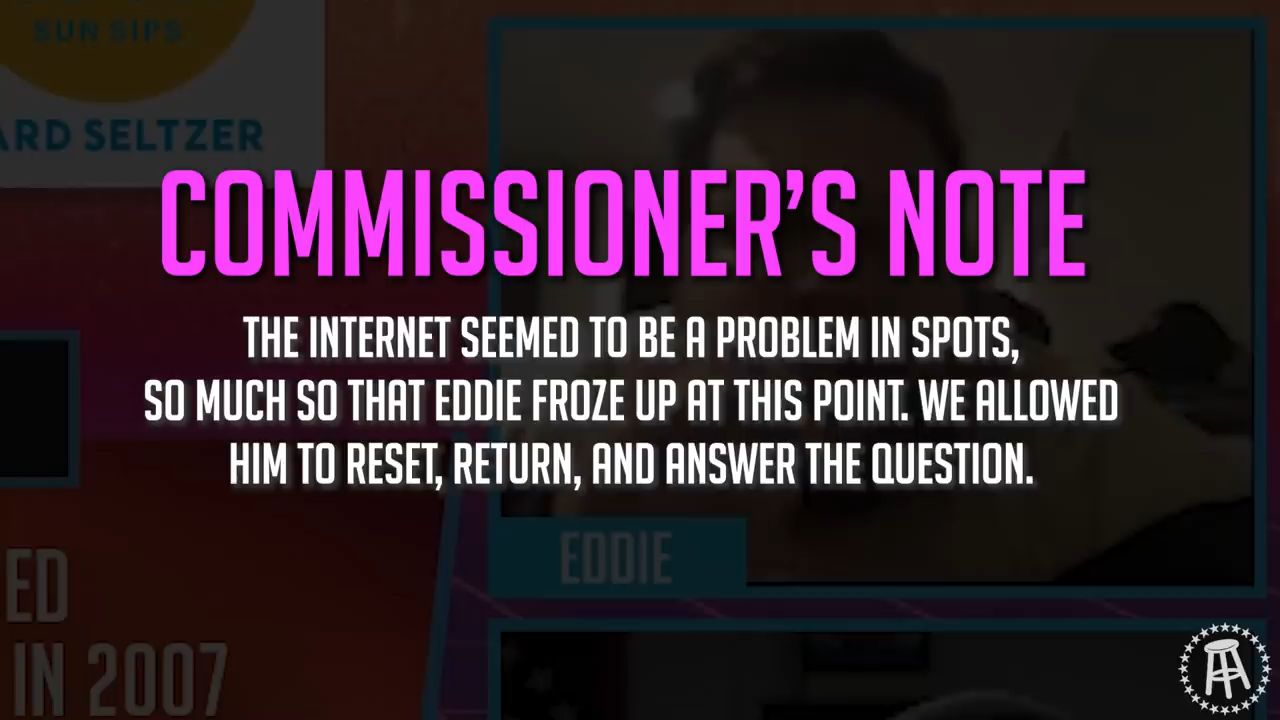 SUN SIPS
ARD SELTZER
COMMISSIONER'S NOTE
THE INTERNET SEEMED TO BE A PROBLEM IN SPOTS,
SO MUCH SO THAT EDDIE FROZE UP AT THIS POINT. WE ALLOWED
HIM TO RESET, RETURN, AND ANSWER THE QUESTION.
EDDIE
ED
IN 2007